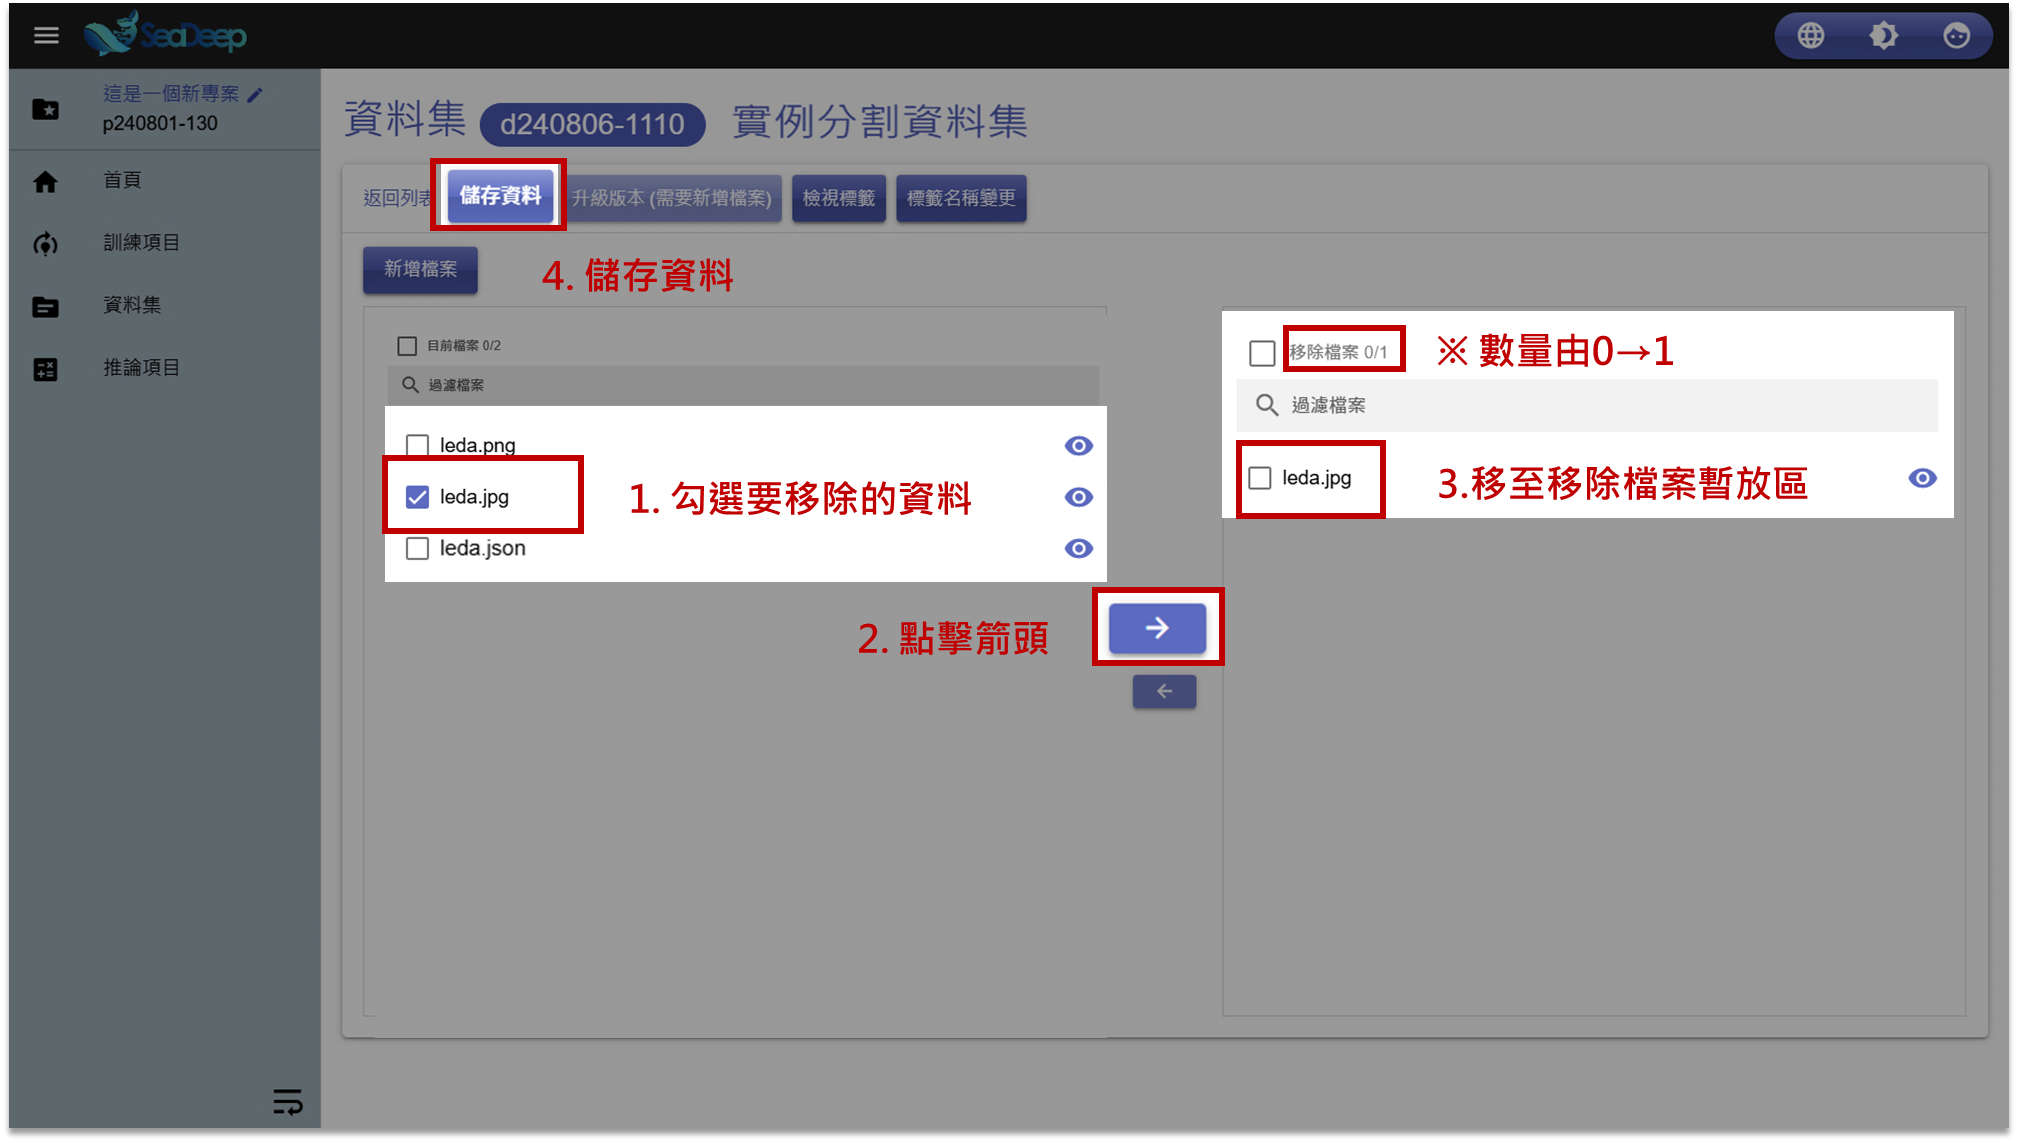 SeaDeep
這是一個新專案
p240801-130
首頁
訓練項目
資料集
推論項目
資料集 d240806-1110 實例分割資料集
返回列表 儲存資料 升級版本 (需要新增檔案) 檢視標籤 標籤名稱變更
新增檔案
4. 儲存資料
目前檔案 0/2
過濾檔案
leda.png
leda.jpg
1. 勾選要移除的資料
leda.json
2. 點擊箭頭
移除檔案 0/1
※ 數量由0→1
過濾檔案
leda.jpg
3.移至移除檔案暫放區